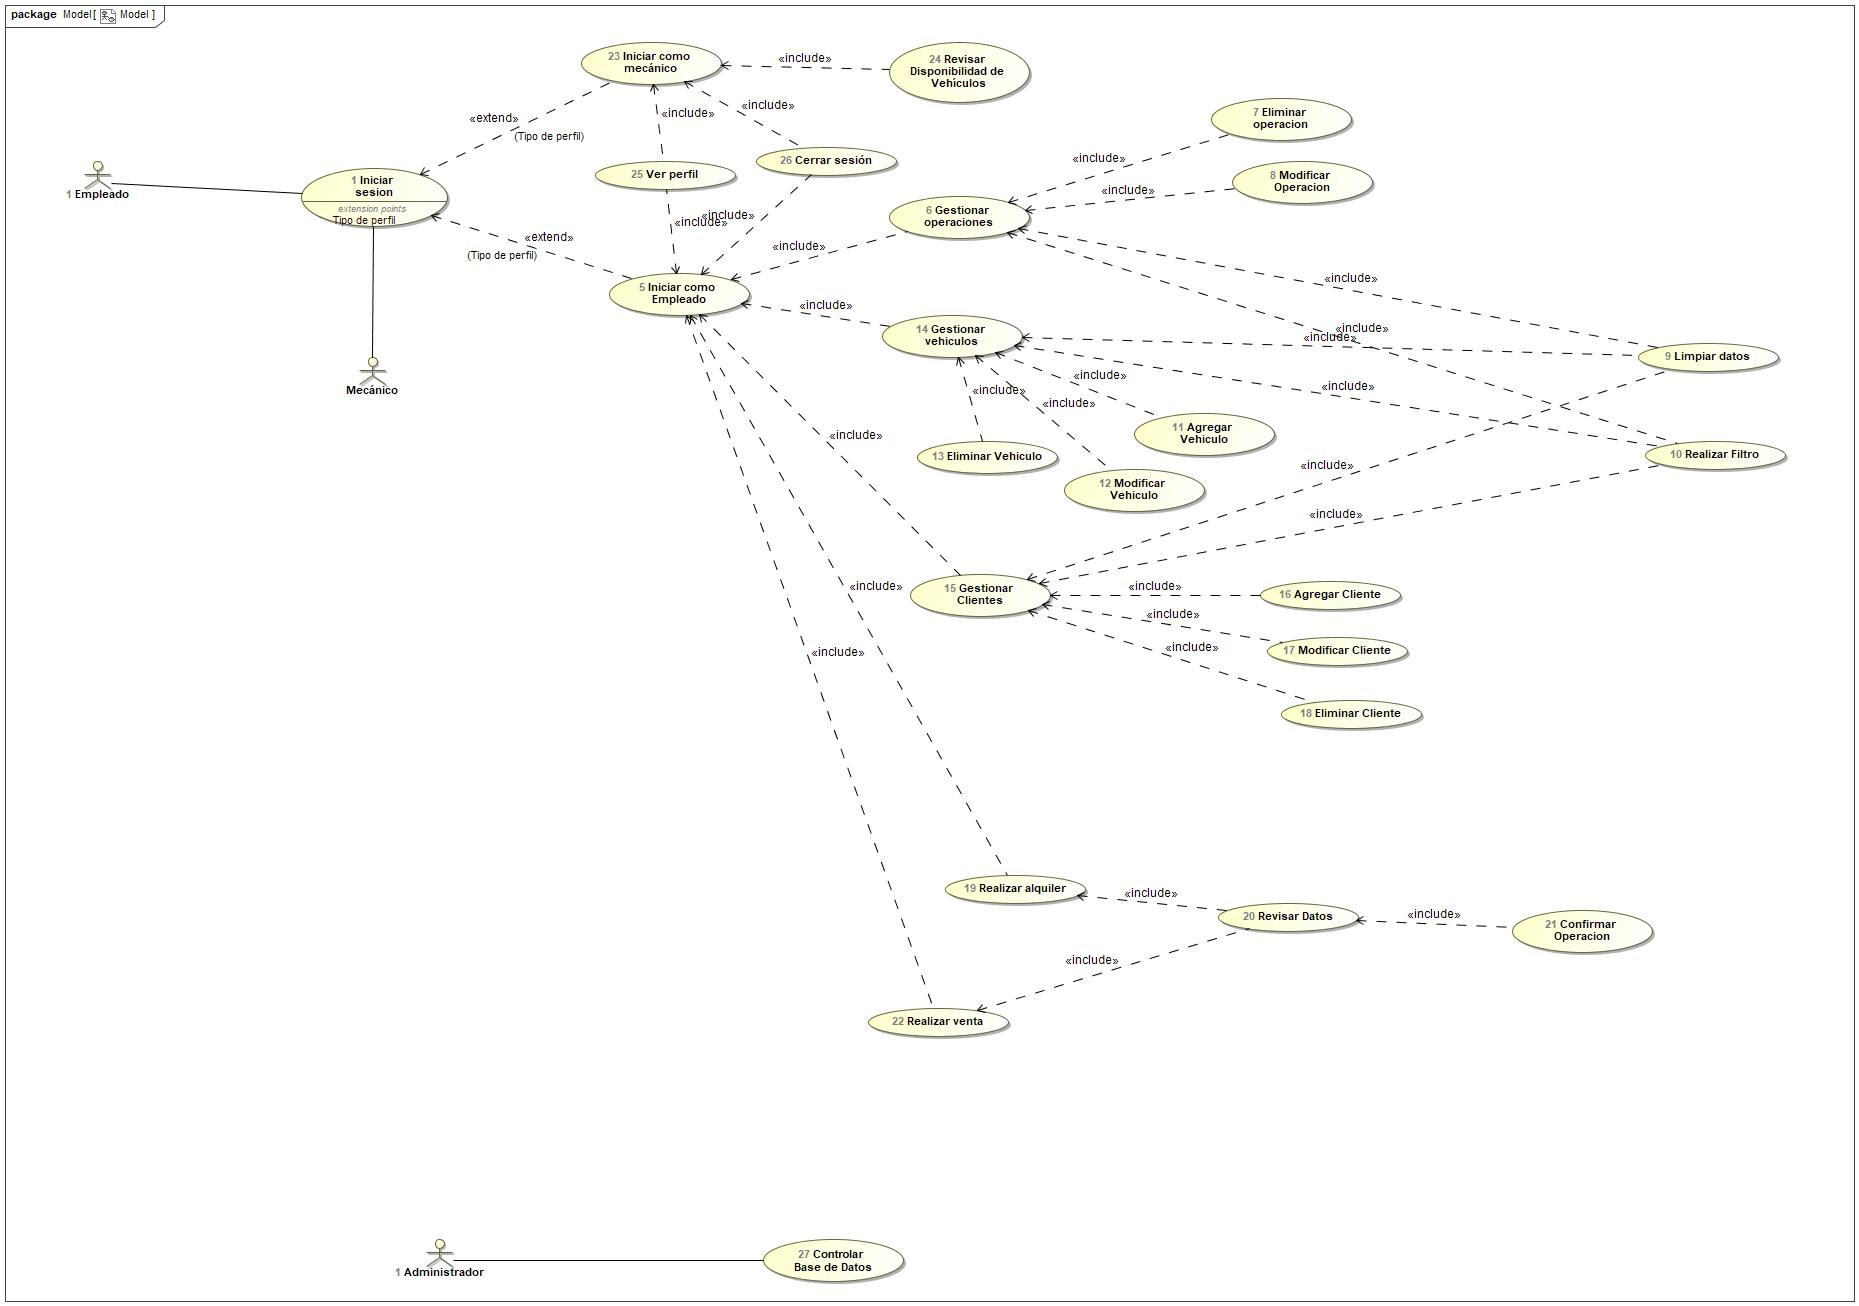 package Model[ Model ]
23 Iniciar como
mecánico
«include»
24 Revisar
Disponibilidad de
Vehículos
«extend»
(Tipo de perfil)
«include»
«include»
7 Eliminar
operacion
1 Empleado
1 Iniciar
sesion
extension points
Tipo de perfil
25 Ver perfil
26 Cerrar sesión
«include»
8 Modificar
Operacion
«include»
«include»
«include»
6 Gestionar
operaciones
«extend»
(Tipo de perfil)
«include»
5 Iniciar como
Empleado
«include»
«include»
14 Gestionar
vehiculos
«include»
«include»
9 Limpiar datos
Mecánico
«include»
«include»
«include»
«include»
11 Agregar
Vehiculo
«include»
13 Eliminar Vehiculo
10 Realizar Filtro
12 Modificar
Vehiculo
«include»
«include»
15 Gestionar
Clientes
«include»
«include»
16 Agregar Cliente
«include»
17 Modificar Cliente
«include»
«include»
18 Eliminar Cliente
19 Realizar alquiler
«include»
20 Revisar Datos
«include»
21 Confirmar
Operacion
«include»
22 Realizar venta
1 Administrador
27 Controlar
Base de Datos